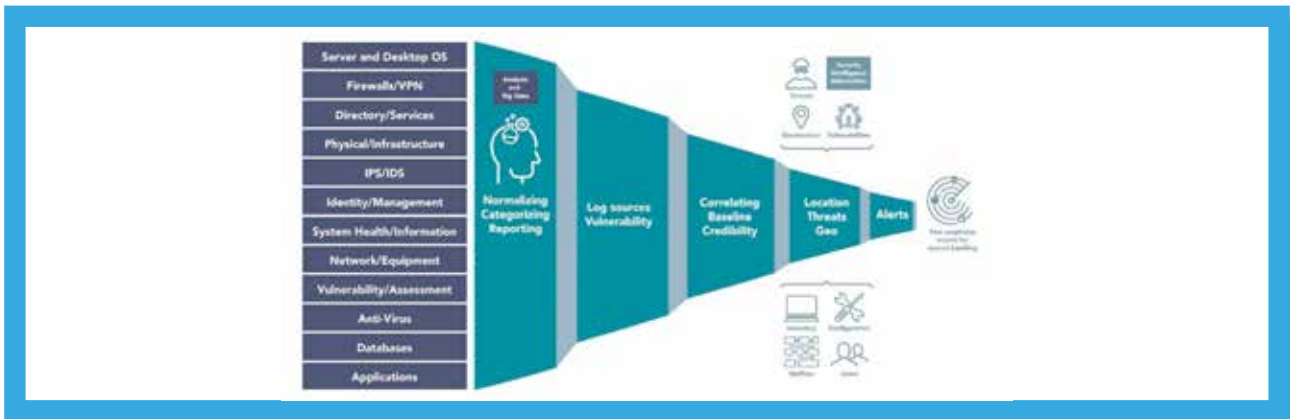 Server and Desktop OS
Firewalls/VPN
Directory/Services
Physical/Infrastructure
IPS/IDS
Identity/Management
System Health/Information
Network/Equipment
Vulnerability/Assessment
Anti-Virus
Databases
Applications
Analysis
and
Big Data
Normalizing
Categorizing
Reporting
Log sources
Vulnerability
Correlating
Baseline
Credibility
Location
Threats
Geo
Alerts
Security
Intelligence
Threats
Geolocation
Vulnerabilities
Inventory
Configuration
Users